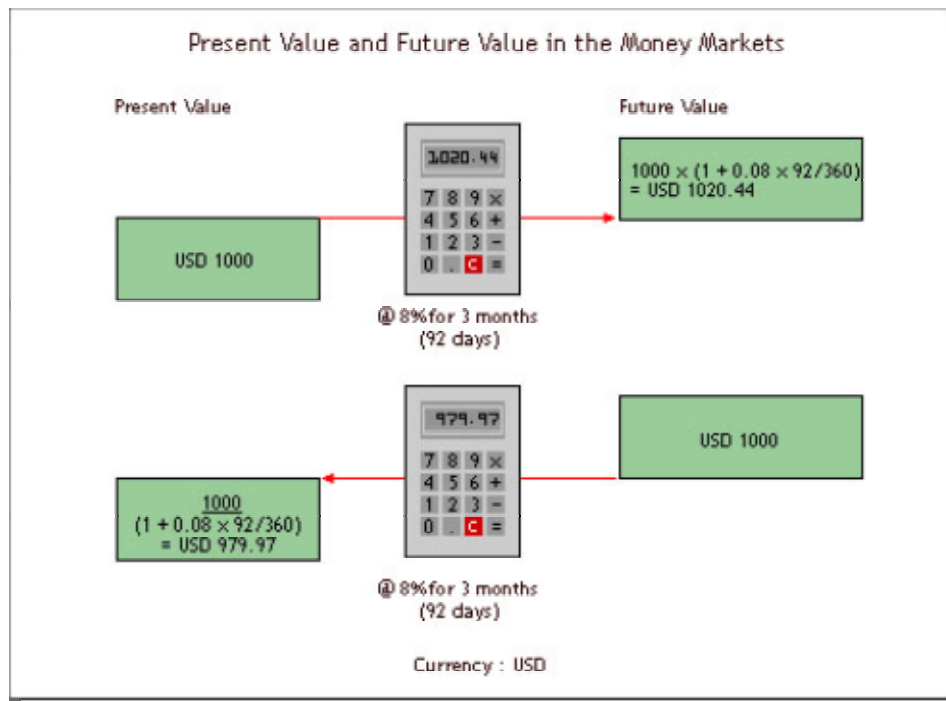 Present Value and Future Value in the Money Markets
Present Value
Future Value
1020.44
7 8 9 ×
4 5 6 +
1 2 3 -
0 . C =
1000 × (1 + 0.08 × 92/360)
= USD 1020.44
USD 1000
@ 8% for 3 months
(92 days)
979.97
7 8 9 ×
4 5 6 +
1 2 3 -
0 . C =
USD 1000
1000
(1 + 0.08 × 92/360)
= USD 979.97
@ 8% for 3 months
(92 days)
Currency : USD